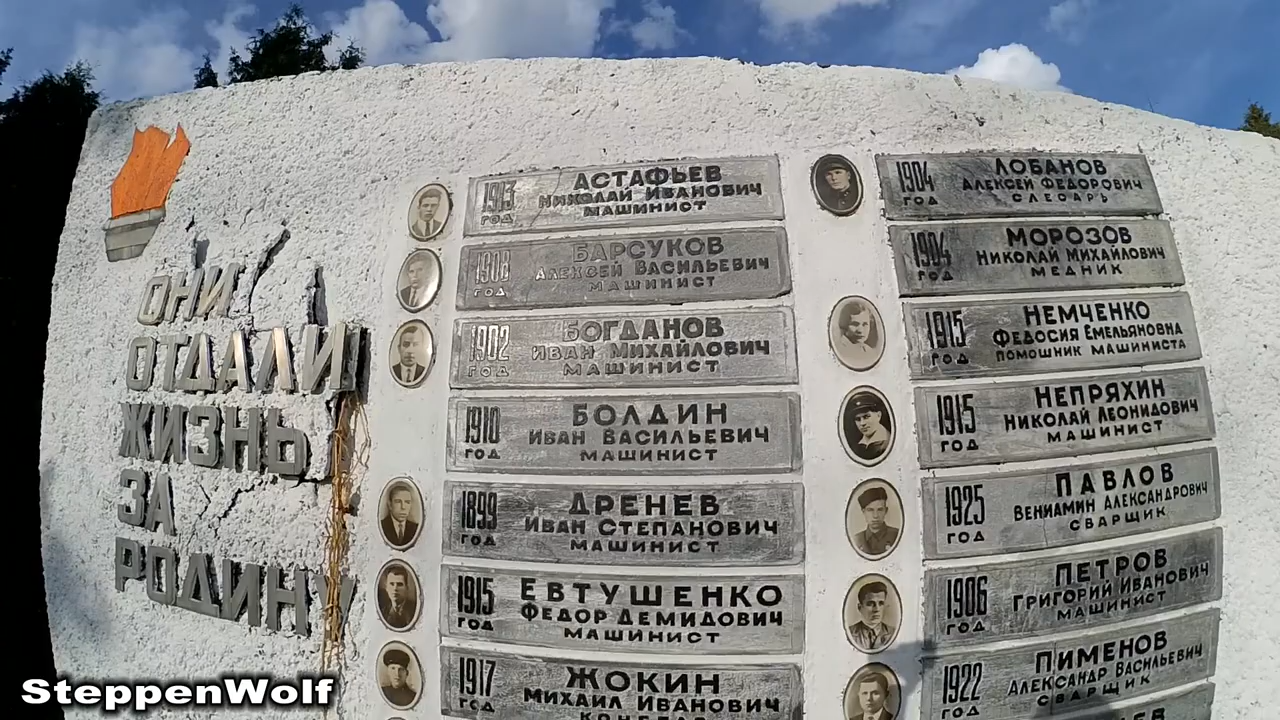 ОНИ
ОТДАЛИ
ЖИЗНЬ
ЗА
РОДИНУ
1913 ГОД
АСТАФЬЕВ
НИКОЛАЙ ИВАНОВИЧ
МАШИНИСТ
1908 ГОД
БАРСУКОВ
АЛЕКСЕЙ ВАСИЛЬЕВИЧ
МАШИНИСТ
1902 ГОД
БОГДАНОВ
ИВАН МИХАЙЛОВИЧ
МАШИНИСТ
1910 ГОД
БОЛДИН
ИВАН ВАСИЛЬЕВИЧ
МАШИНИСТ
1899 ГОД
ДРЕНЕВ
ИВАН СТЕПАНОВИЧ
МАШИНИСТ
1915 ГОД
ЕВТУШЕНКО
ФЕДОР ДЕМИДОВИЧ
МАШИНИСТ
1917
ЖОКИН
МИХАИЛ ИВАНОВИЧ
1904 ГОД
ЛОБАНОВ
АЛЕКСЕЙ ФЕДОРОВИЧ
СЛЕСАРЬ
1904 ГОД
МОРОЗОВ
НИКОЛАЙ МИХАЙЛОВИЧ
МЕДНИК
1915 ГОД
НЕМЧЕНКО
ФЕДОСИЯ ЕМЕЛЬЯНОВНА
ПОМОШНИК МАШИНИСТА
1915 ГОД
НЕПРЯХИН
НИКОЛАЙ ЛЕОНИДОВИЧ
МАШИНИСТ
1925 ГОД
ПАВЛОВ
ВЕНИАМИН АЛЕКСАНДРОВИЧ
СВАРЩИК
1906 ГОД
ПЕТРОВ
ГРИГОРИЙ ИВАНОВИЧ
МАШИНИСТ
1922 ГОД
ПИМЕНОВ
АЛЕКСАНДР ВАСИЛЬЕВИЧ
СВАРЩИК
SteppenWolf